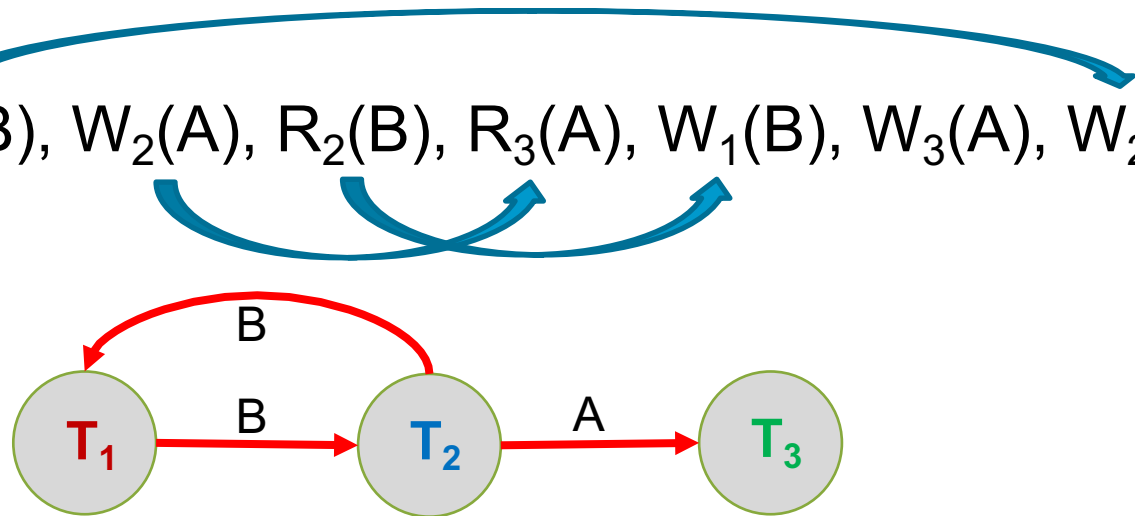 B), W₂(A), R₂(B), R₃(A), W₁(B), W₃(A), W₂
B
B
A
T₁
T₂
T₃